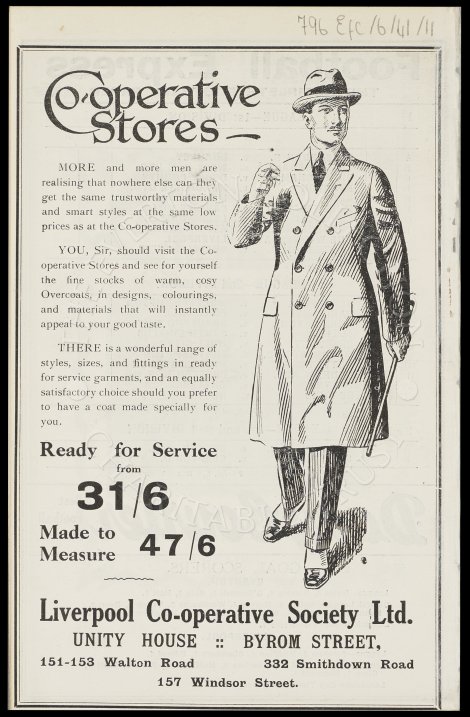 796 Efc/6/41/11
Co-operative
Stores —
MORE and more men are
realising that nowhere else can they
get the same trustworthy materials
and smart styles at the same low
prices as at the Co-operative Stores.
YOU, Sir, should visit the Co-
operative Stores and see for yourself
the fine stocks of warm, cosy
Overcoats, in designs, colourings,
and materials that will instantly
appeal to your good taste.
THERE is a wonderful range of
styles, sizes, and fittings in ready
for service garments, and an equally
satisfactory choice should you prefer
to have a coat made specially for
you.
Ready for Service
from
31/6
Made to
Measure 47/6
Liverpool Co-operative Society Ltd.
UNITY HOUSE :: BYROM STREET,
151-153 Walton Road 332 Smithdown Road
157 Windsor Street.